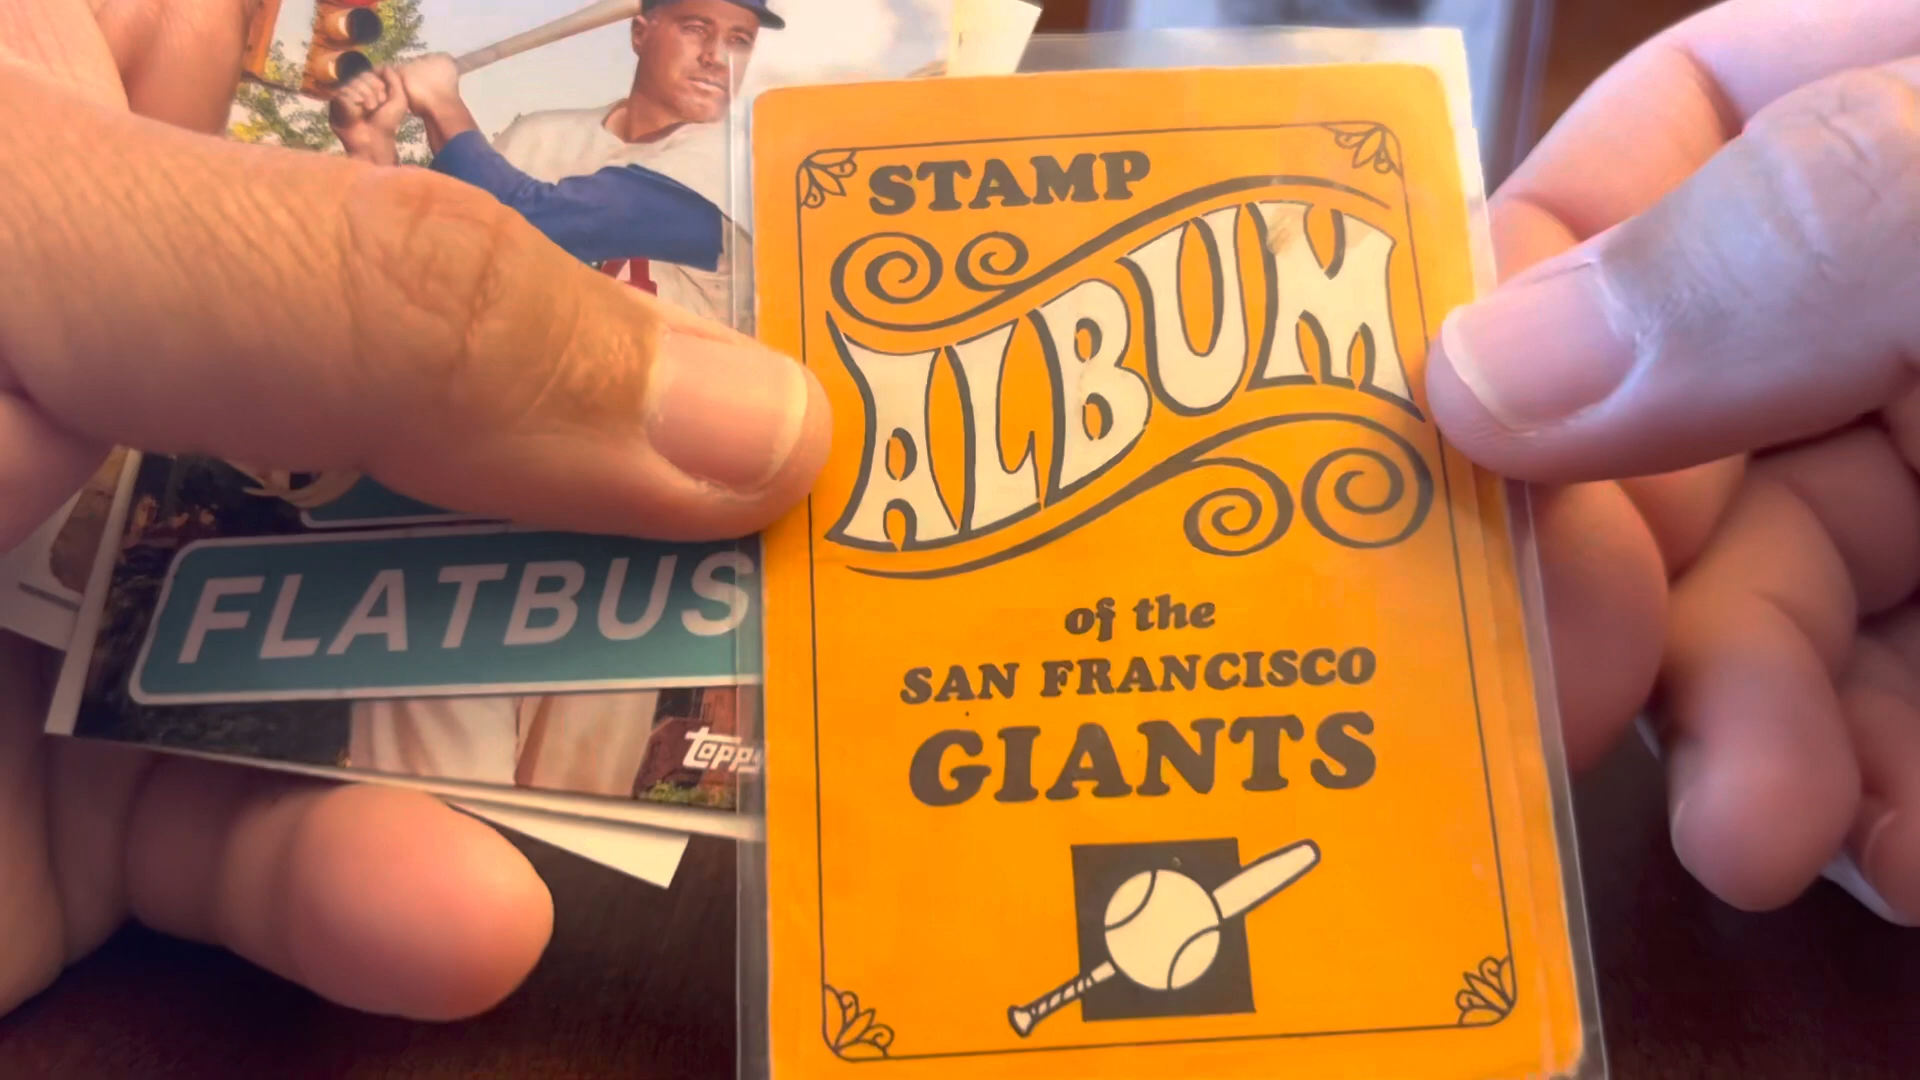 STAMP
ALBUM
of the
SAN FRANCISCO
GIANTS
FLATBUS
topps